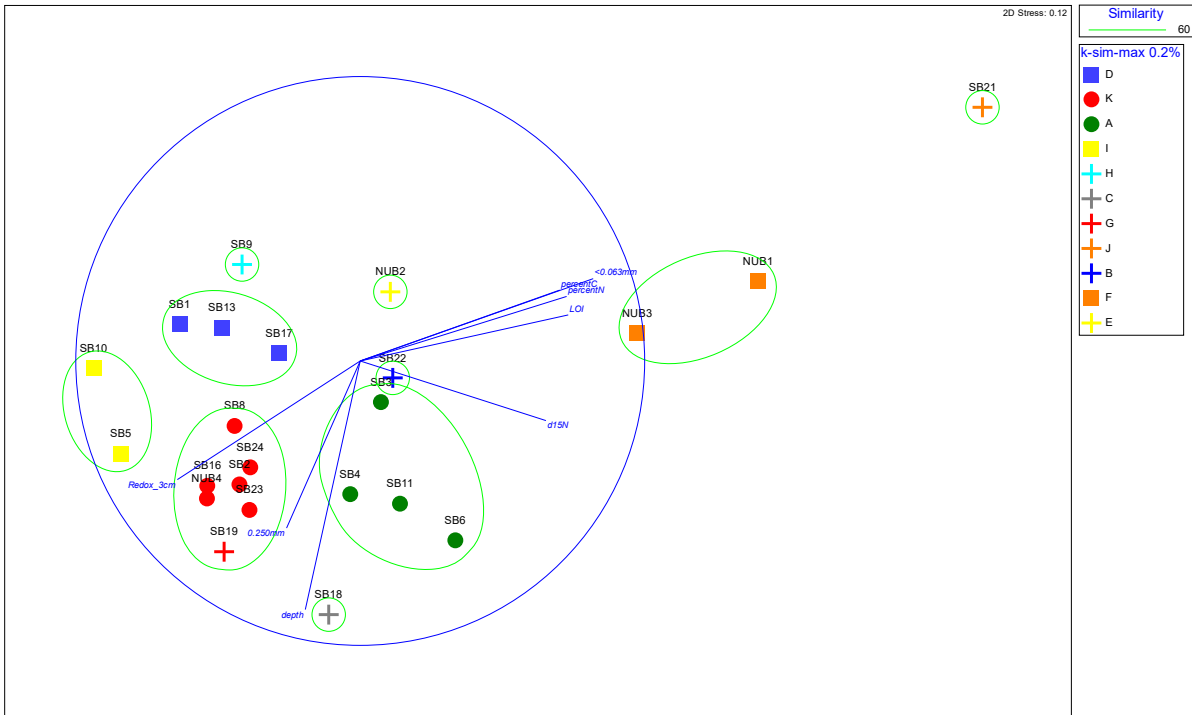 2D Stress: 0.12
Similarity
60
k-sim-max 0.2%
D
K
A
I
H
C
G
J
B
F
E
SB21
SB9
NUB2
NUB1
<0.063mm
percentC
percentN
LOI
SB1
SB13
SB17
NUB3
SB10
SB22
SB3
SB8
d15N
SB5
SB24
SB16
SB2
NUB4
Redox_3cm
SB4
SB11
SB23
SB6
SB19
0.250mm
SB18
depth